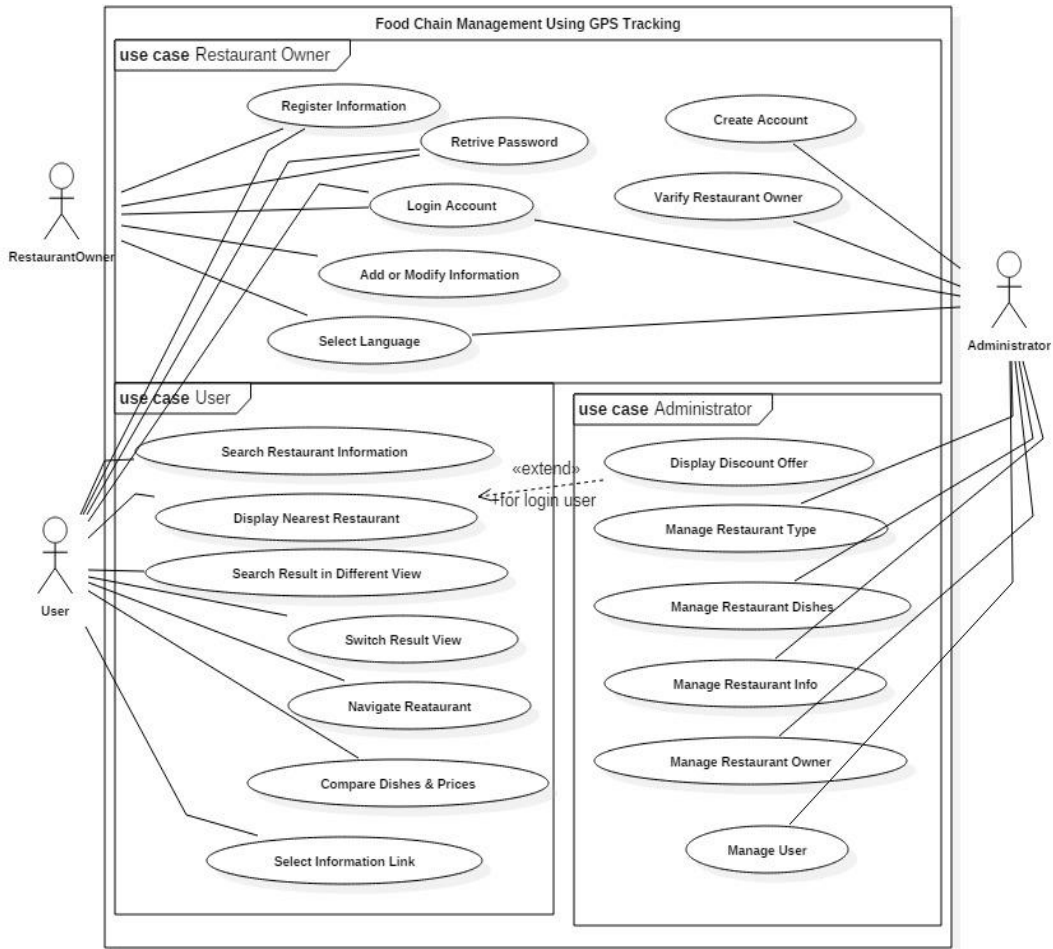 Food Chain Management Using GPS Tracking
use case Restaurant Owner
Register Information
Create Account
Retrive Password
Varify Restaurant Owner
Login Account
RestaurantOwner
Add or Modify Information
Select Language
Administrator
use case User
use case Administrator
Search Restaurant Information
Display Discount Offer
«extend»
+for login user
Display Nearest Restaurant
Manage Restaurant Type
Search Result in Different View
User
Manage Restaurant Dishes
Switch Result View
Manage Restaurant Info
Navigate Reataurant
Manage Restaurant Owner
Compare Dishes & Prices
Manage User
Select Information Link